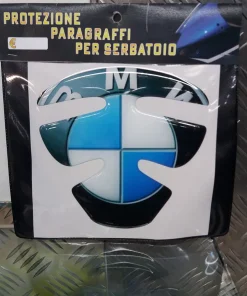 PROTEZIONE
PARAGRAFFI
PER SERBATOIO
B M W